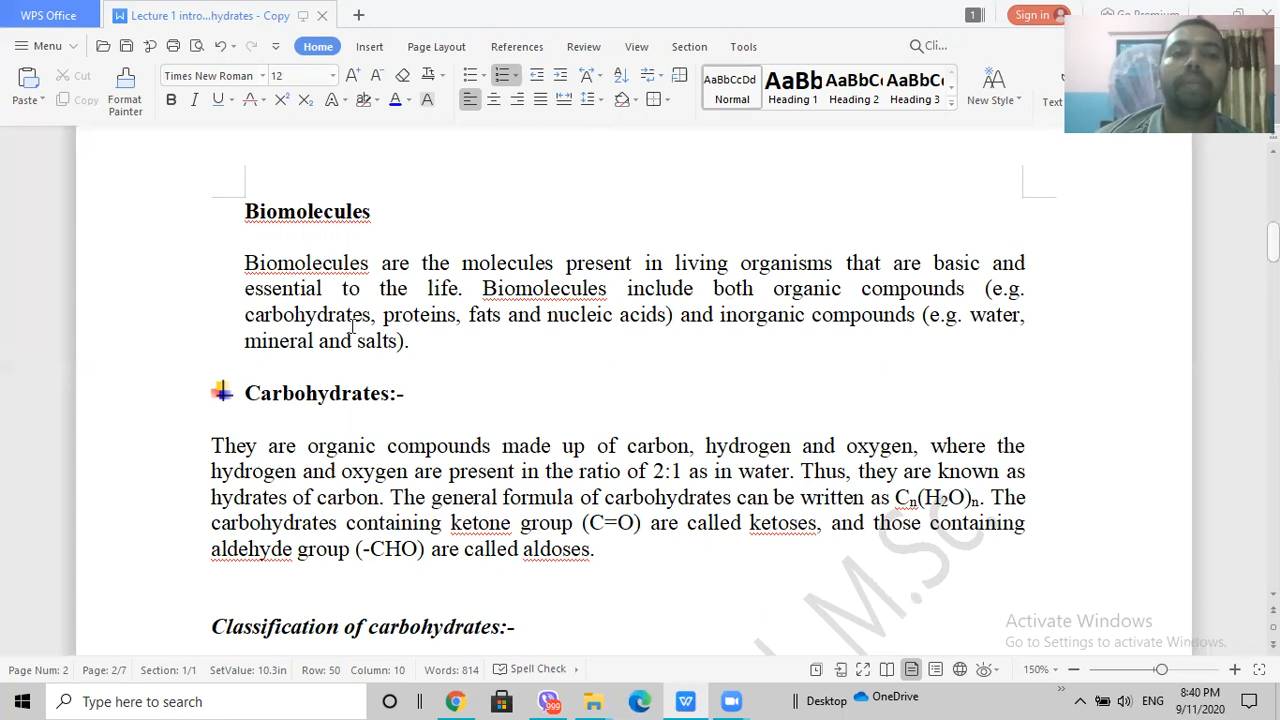 WPS Office
Lecture 1 intro...hydrates - Copy
1
Sign in
Go Premium
Menu
Home
Insert
Page Layout
References
Review
View
Section
Tools
Cli...
Paste
Cut
Copy
Format
Painter
Times New Roman
12
AaBbCcDd
Normal
AaBb
Heading 1
AaBbC
Heading 2
AaBbC
Heading 3
New Style
Text
Biomolecules
Biomolecules are the molecules present in living organisms that are basic and
essential to the life. Biomolecules include both organic compounds (e.g.
carbohydrates, proteins, fats and nucleic acids) and inorganic compounds (e.g. water,
mineral and salts).
Carbohydrates:-
They are organic compounds made up of carbon, hydrogen and oxygen, where the
hydrogen and oxygen are present in the ratio of 2:1 as in water. Thus, they are known as
hydrates of carbon. The general formula of carbohydrates can be written as Cn(H2O)n. The
carbohydrates containing ketone group (C=O) are called ketoses, and those containing
aldehyde group (-CHO) are called aldoses.
Classification of carbohydrates:-
M.Sc
Activate Windows
Go to Settings to activate Windows.
Page Num: 2
Page: 2/7
Section: 1/1
SetValue: 10.3in
Row: 50
Column: 10
Words: 814
Spell Check
150%
Type here to search
999
Desktop
OneDrive
ENG
8:40 PM
9/11/2020